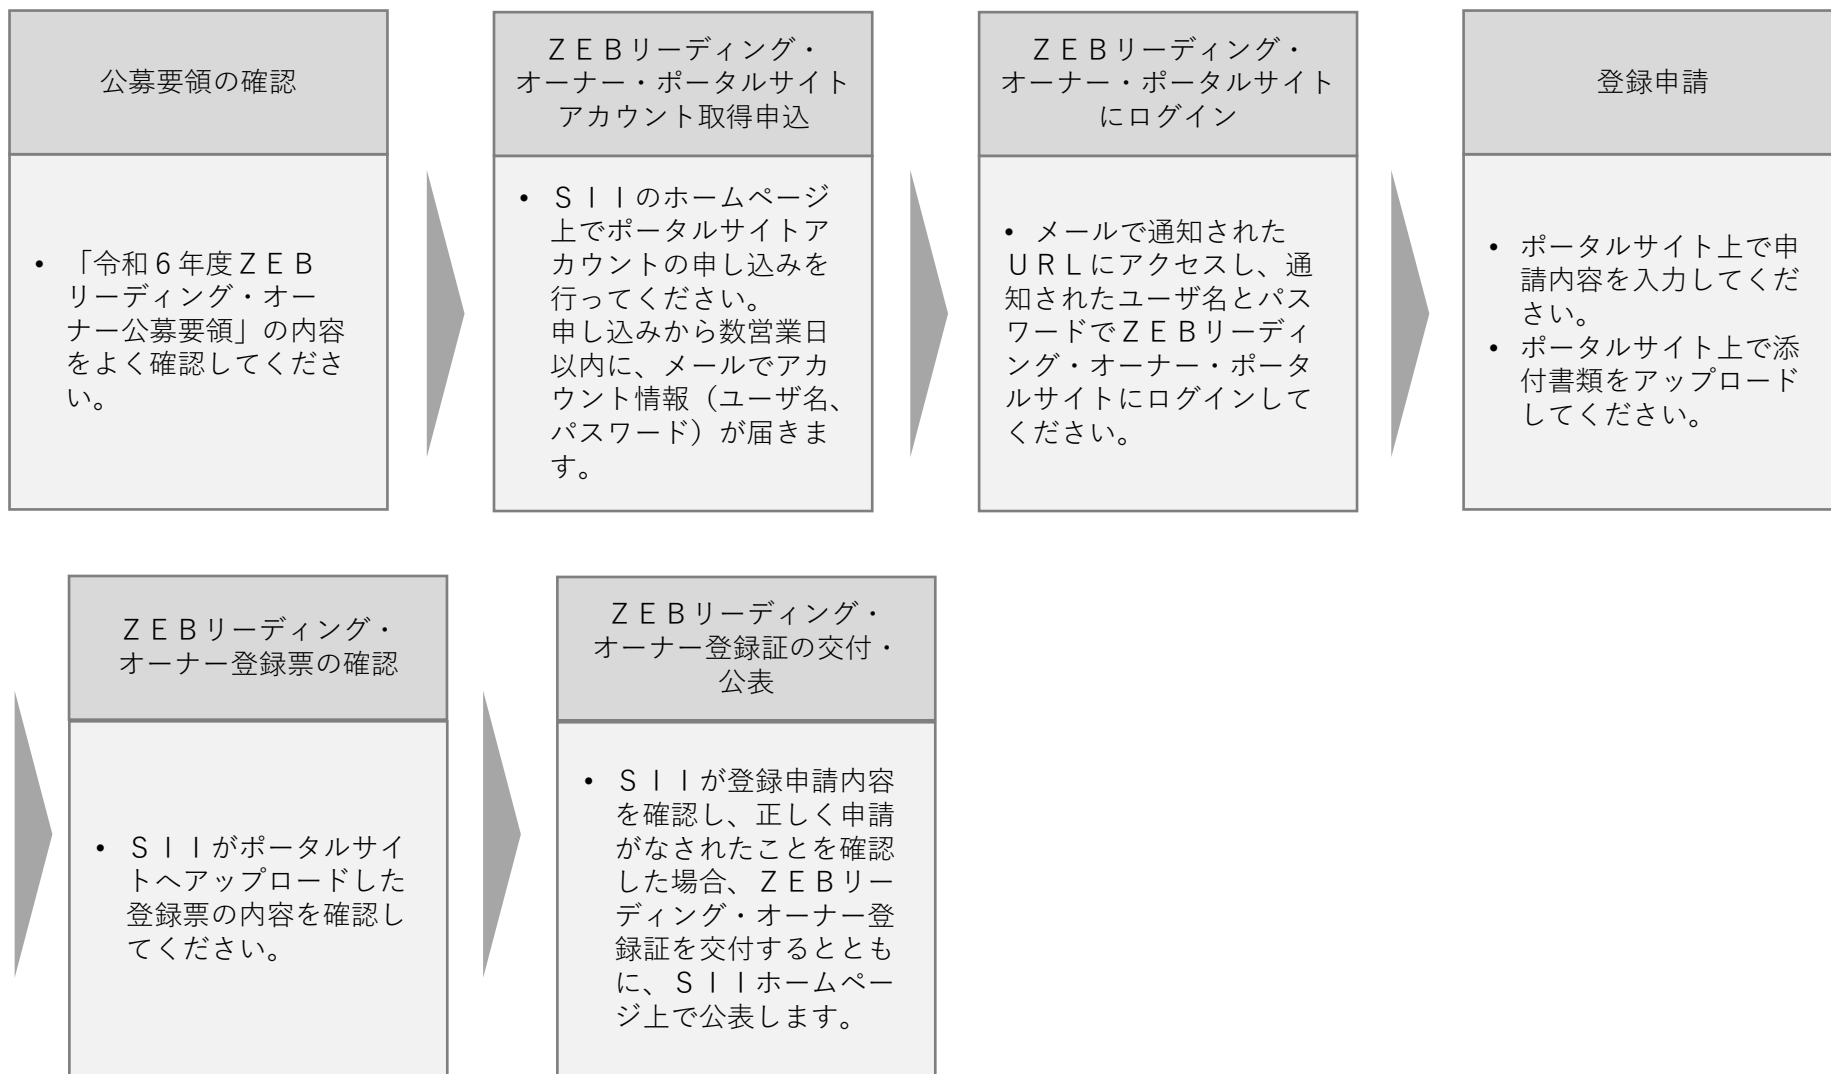 公募要領の確認
• 「令和６年度ＺＥＢ
リーディング・オー
ナー公募要領」の内容
をよく確認してくださ
い。
ＺＥＢリーディング・
オーナー・ポータルサイト
アカウント取得申込
• ＳＩＩのホームページ
上でポータルサイトア
カウントの申し込みを
行ってください。
申し込みから数営業日
以内に、メールでアカ
ウント情報（ユーザ名、
パスワード）が届きま
す。
ＺＥＢリーディング・
オーナー・ポータルサイト
にログイン
• メールで通知された
ＵＲＬにアクセスし、通
知されたユーザ名とパス
ワードでＺＥＢリーディ
ング・オーナー・ポータ
ルサイトにログインして
ください。
登録申請
• ポータルサイト上で申
請内容を入力してくだ
さい。
• ポータルサイト上で添
付書類をアップロード
してください。
ＺＥＢリーディング・
オーナー登録票の確認
• ＳＩＩがポータルサイ
トへアップロードした
登録票の内容を確認し
てください。
ＺＥＢリーディング・
オーナー登録証の交付・
公表
• ＳＩＩが登録申請内容
を確認し、正しく申請
がなされたことを確認
した場合、ＺＥＢリー
ディング・オーナー登
録証を交付するととも
に、ＳＩＩホームペー
ジ上で公表します。